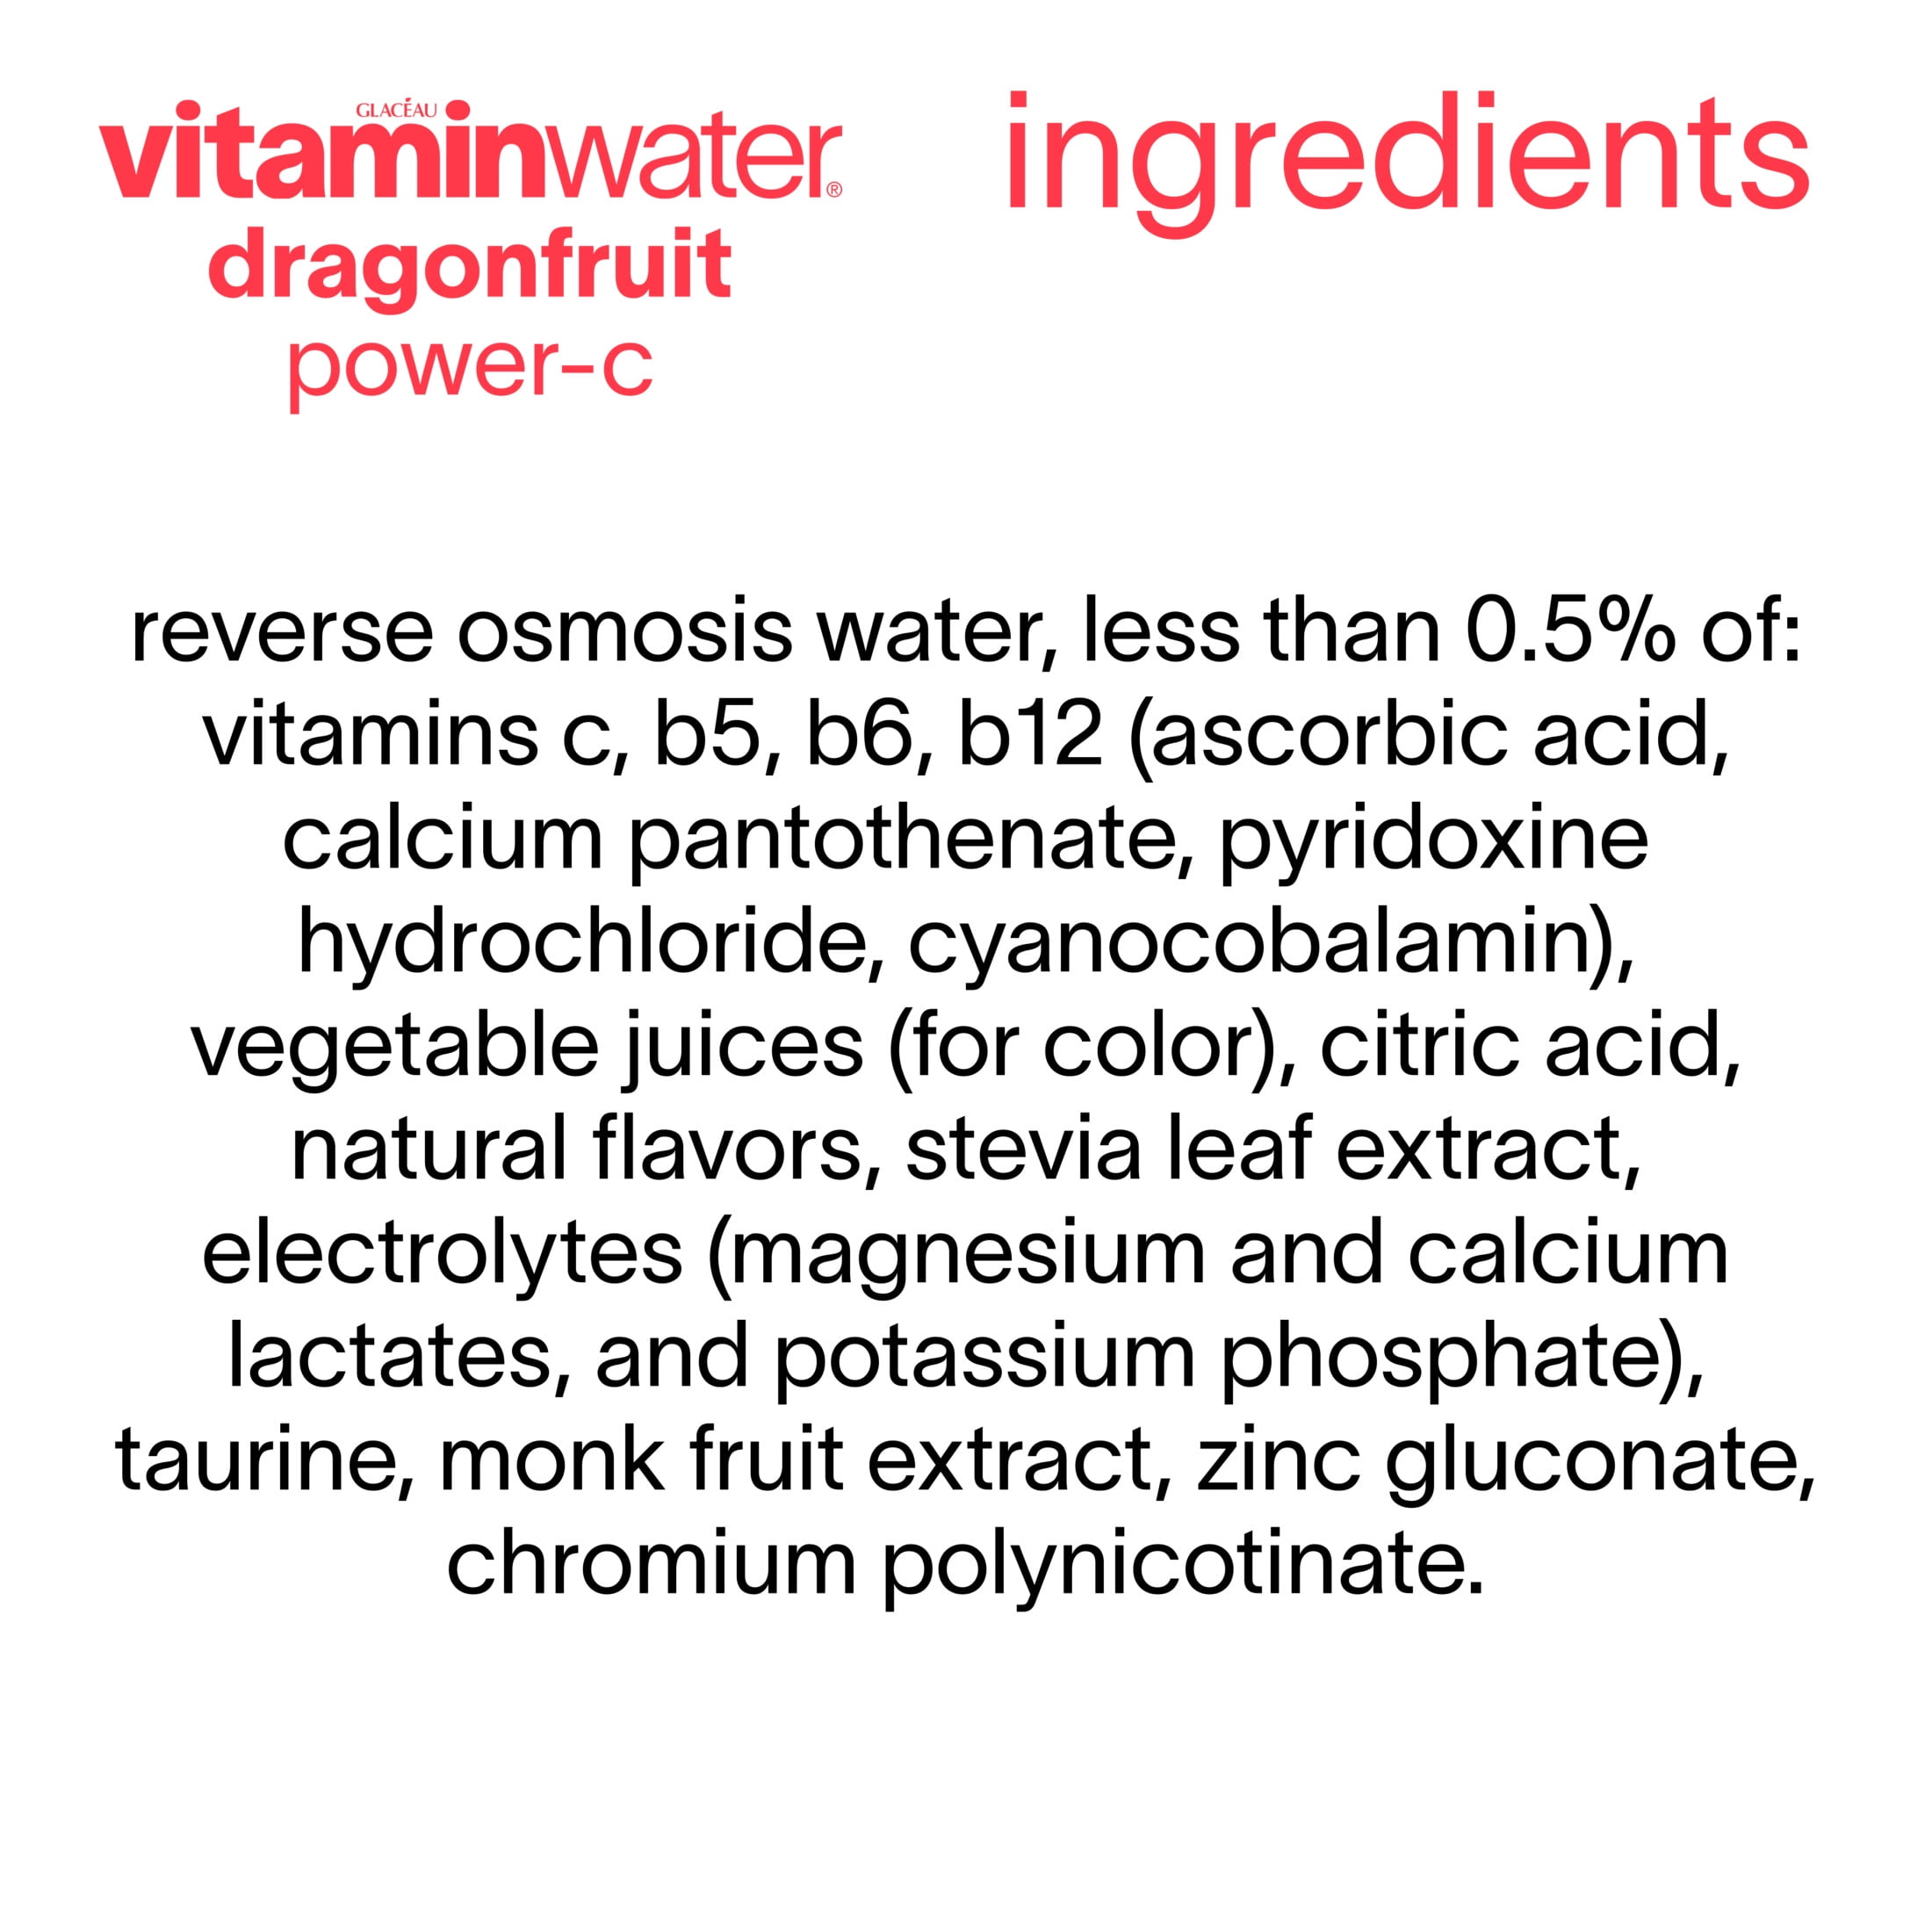 GLACÉAU
vitaminwater®
dragonfruit
power-c
ingredients
reverse osmosis water, less than 0.5% of:
vitamins c, b5, b6, b12 (ascorbic acid,
calcium pantothenate, pyridoxine
hydrochloride, cyanocobalamin),
vegetable juices (for color), citric acid,
natural flavors, stevia leaf extract,
electrolytes (magnesium and calcium
lactates, and potassium phosphate),
taurine, monk fruit extract, zinc gluconate,
chromium polynicotinate.